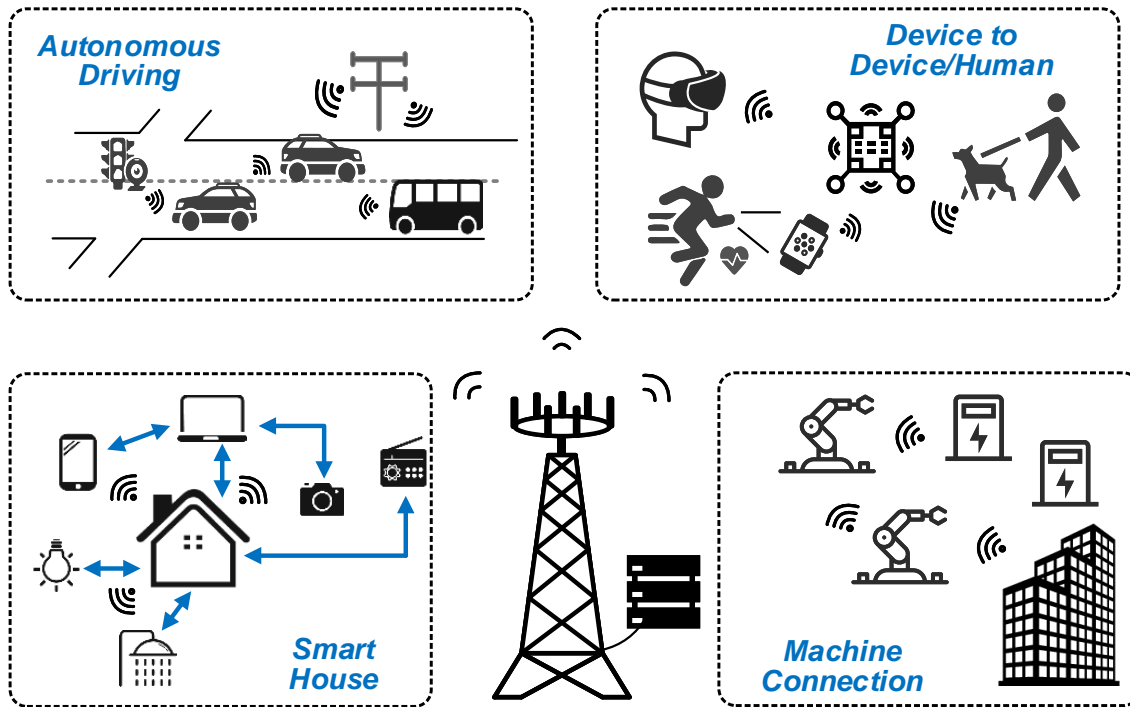 Autonomous
Driving
Device to
Device/Human
Smart
House
Machine
Connection